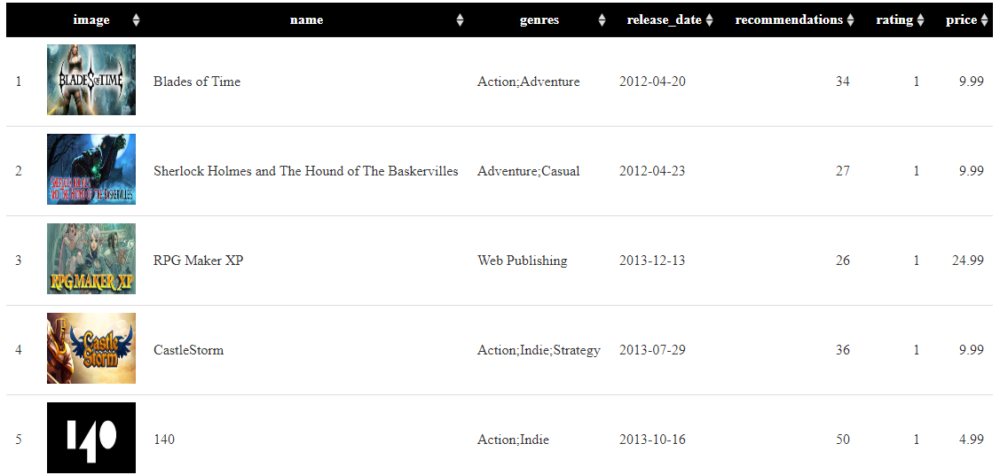 image name genres release_date recommendations rating price
1 BLADES OF TIME Blades of Time Action;Adventure 2012-04-20 34 1 9.99
2 SHERLOCK HOLMES AND THE HOUND OF THE BASKERVILLES Sherlock Holmes and The Hound of The Baskervilles Adventure;Casual 2012-04-23 27 1 9.99
3 RPG MAKER XP RPG Maker XP Web Publishing 2013-12-13 26 1 24.99
4 Castle Storm CastleStorm Action;Indie;Strategy 2013-07-29 36 1 9.99
5 140 140 Action;Indie 2013-10-16 50 1 4.99